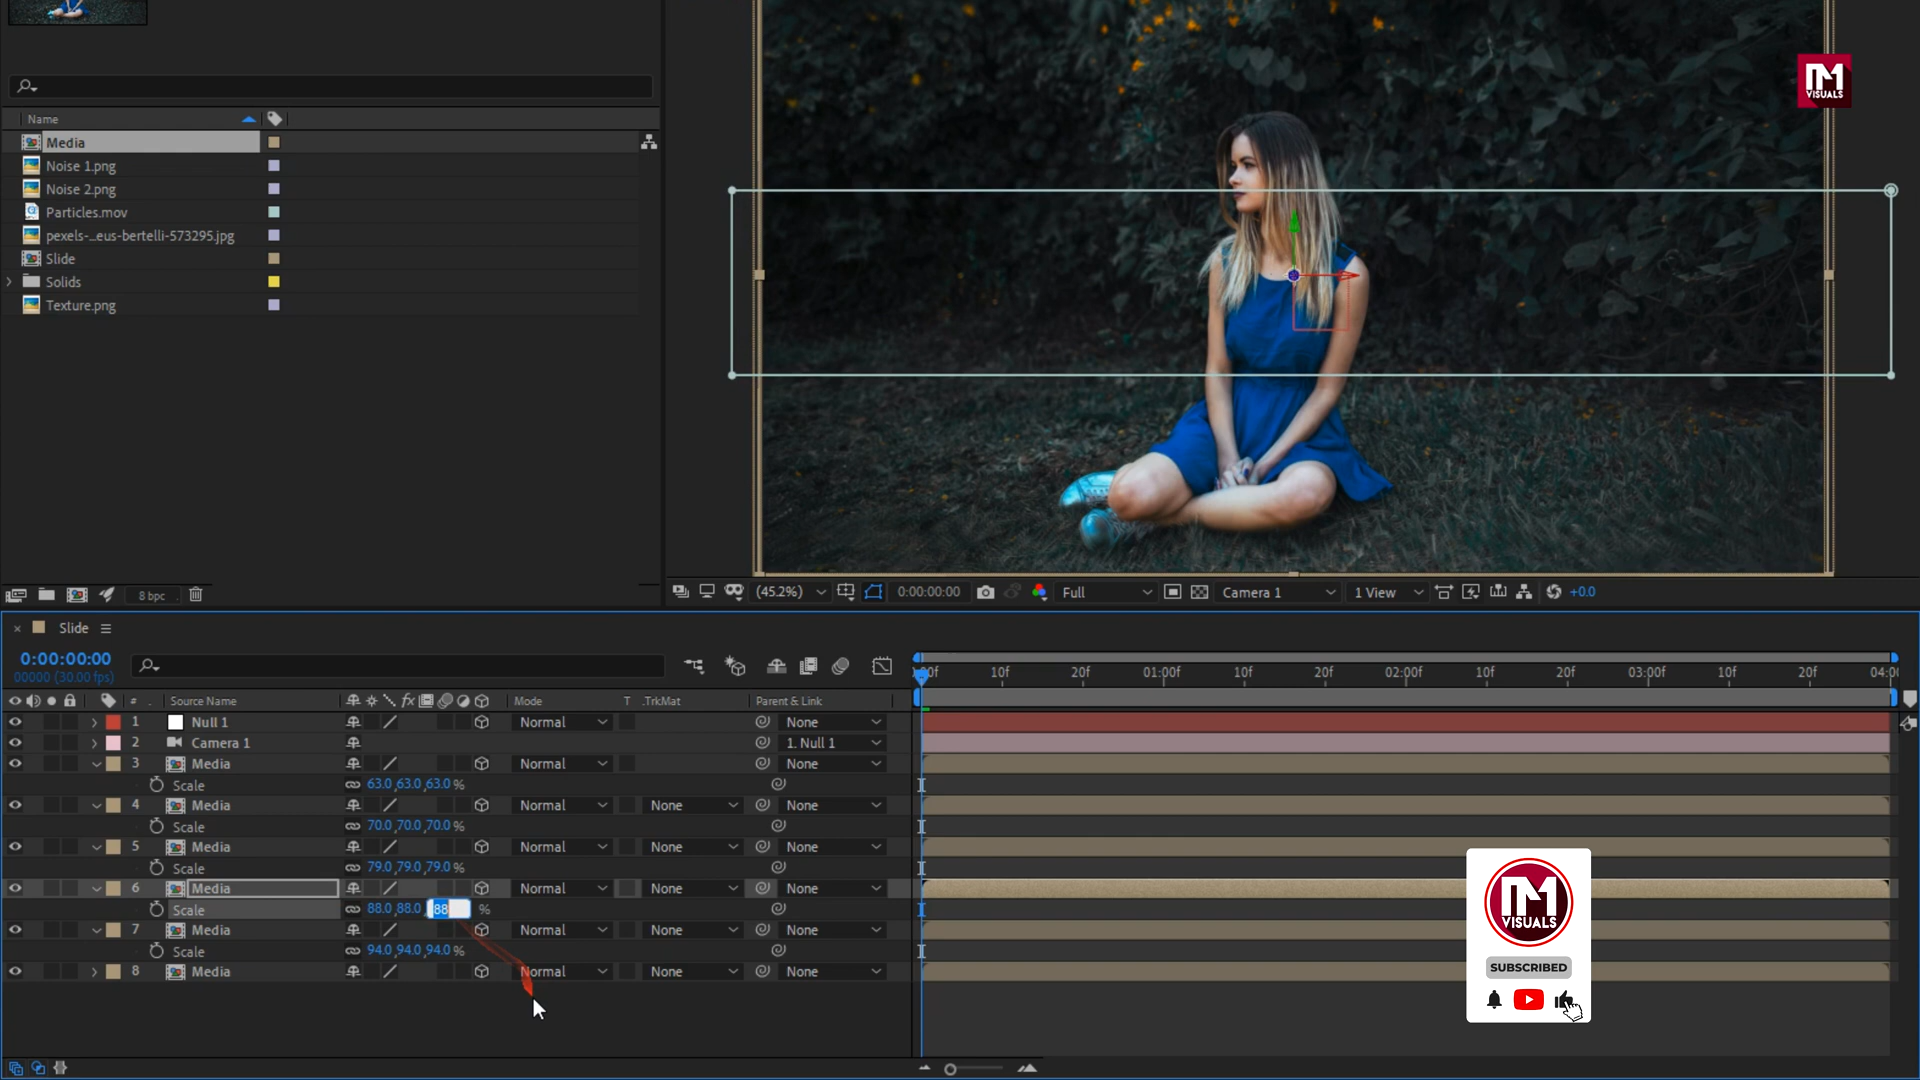 IM
VISUALS
Name
Media
Noise 1.png
Noise 2.png
Particles.mov
pexels-...eus-bertelli-573295.jpg
Slide
Solids
Texture.png
8 bpc
(45.2%)
0:00:00:00
Full
Camera 1
1 View
+0.0
Slide
0:00:00:00
00000 (30.00 fps)
10f 20f 01:00f 10f 20f 02:00f 10f 20f 03:00f 10f 20f
# . Source Name fx Mode T .TrkMat Parent & Link
1 Null 1 Normal None
2 Camera 1 1. Null 1
3 Media Normal None
Scale 63.0,63.0,63.0 %
4 Media Normal None None
Scale 70.0,70.0,70.0 %
5 Media Normal None None
Scale 79.0,79.0,79.0 %
6 Media Normal None None
Scale 88.0,88.0, 88 %
7 Media Normal None None
Scale 94.0,94.0,94.0 %
8 Media Normal None None
IM
VISUALS
SUBSCRIBED